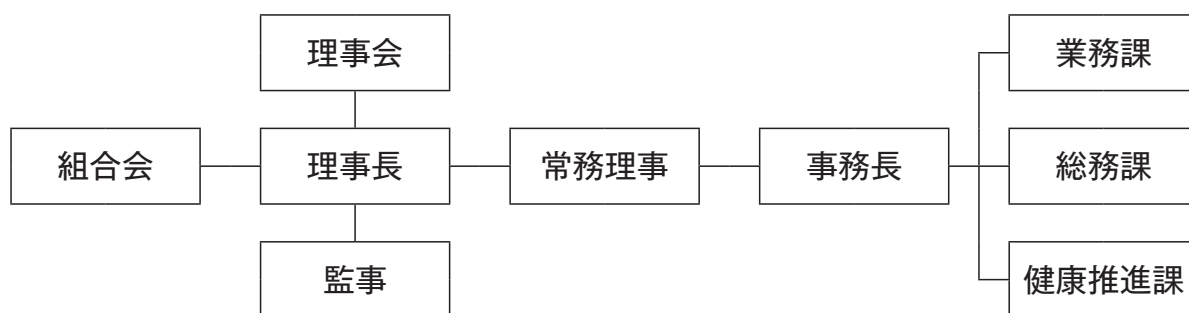 理事会
業務課
組合会
理事長
常務理事
事務長
総務課
監事
健康推進課